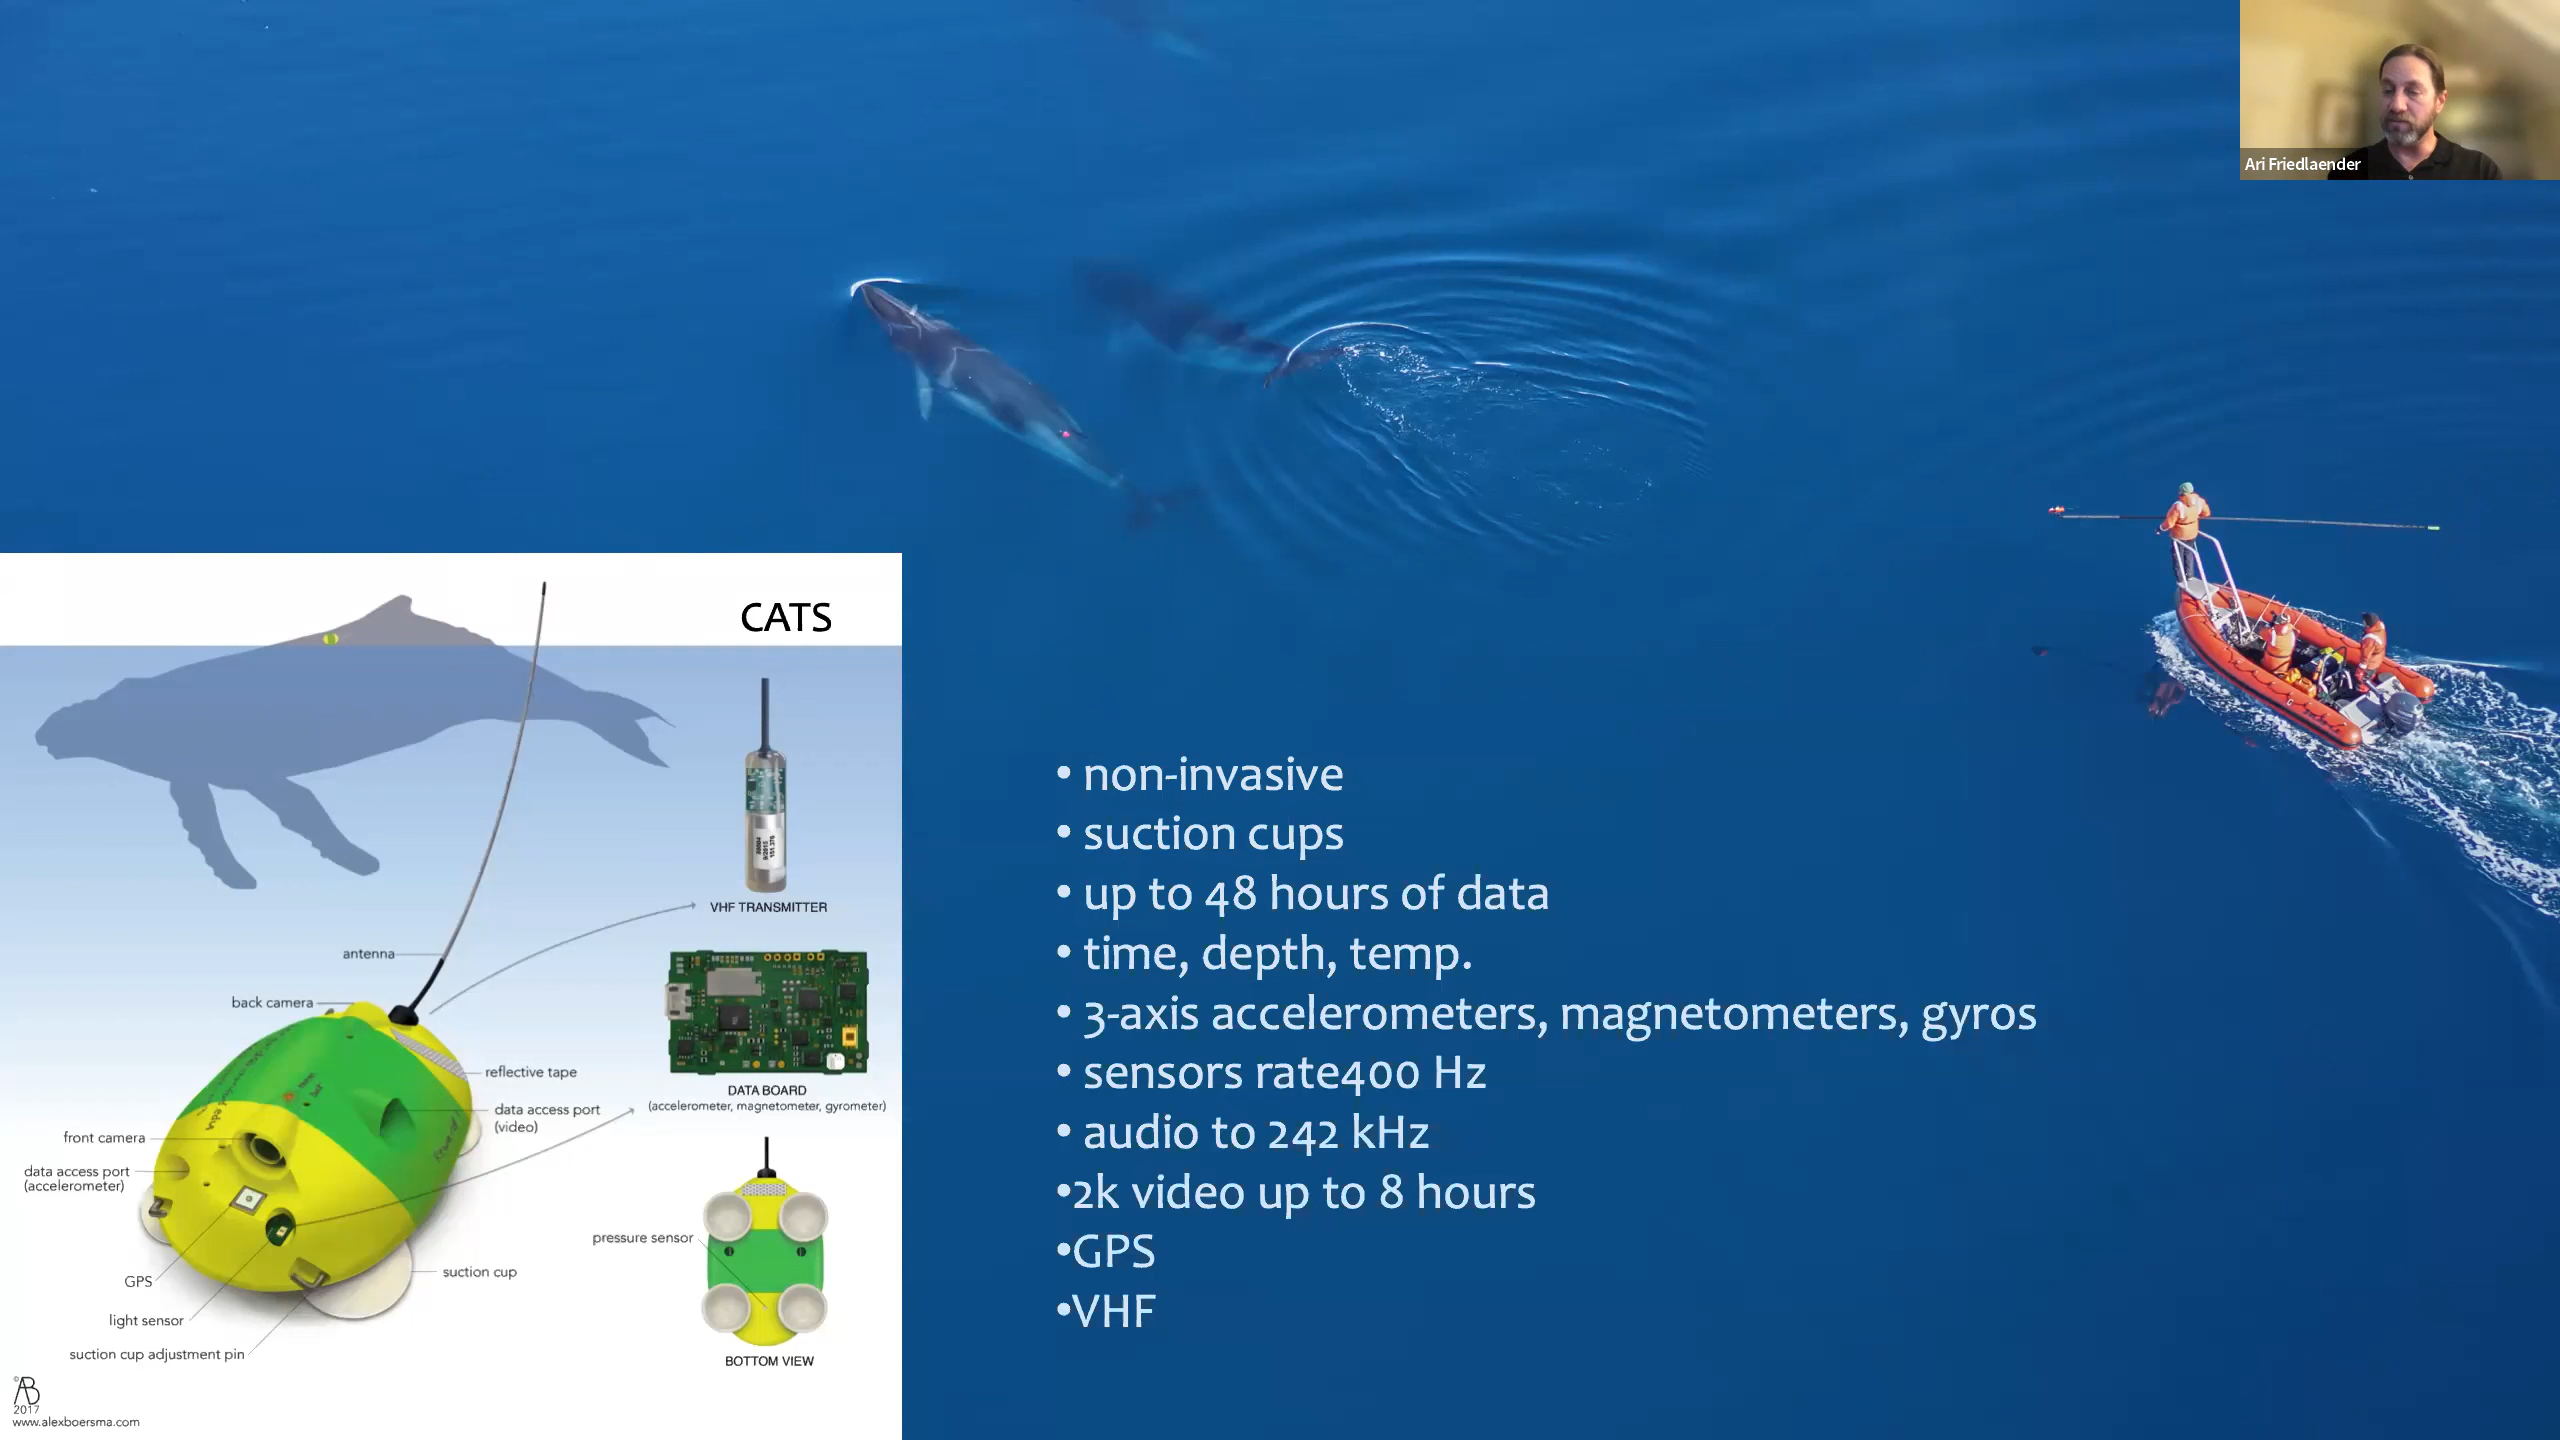 Ari Friedlaender
CATS
antenna
back camera
reflective tape
data access port
(video)
front camera
data access port
(accelerometer)
GPS
light sensor
suction cup adjustment pin
suction cup
VHF TRANSMITTER
DATA BOARD
(accelerometer, magnetometer, gyrometer)
pressure sensor
BOTTOM VIEW
© AB
2017
www.alexboersma.com
• non-invasive
• suction cups
• up to 48 hours of data
• time, depth, temp.
• 3-axis accelerometers, magnetometers, gyros
• sensors rate400 Hz
• audio to 242 kHz
•2k video up to 8 hours
•GPS
•VHF